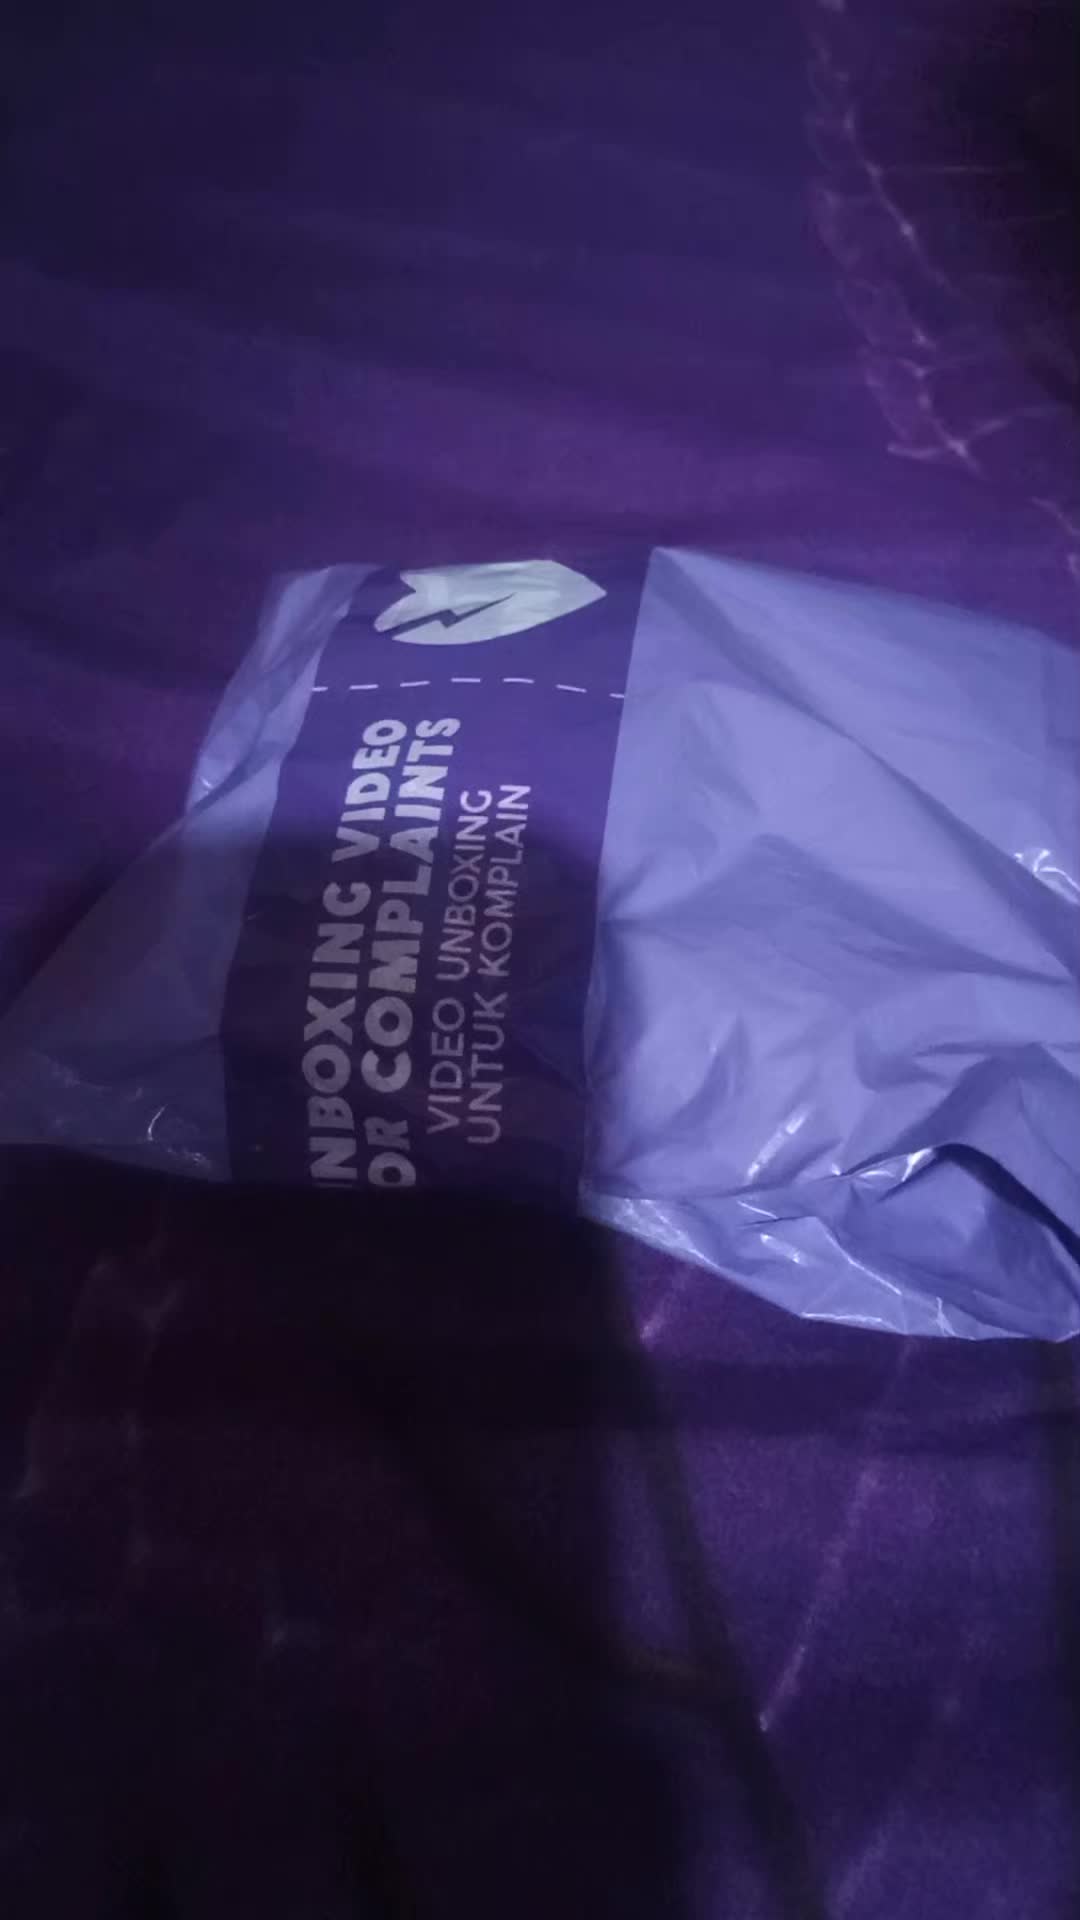 NBOXING VIDEO
OR COMPLAINTS
VIDEO UNBOXING
UNTUK KOMPLAIN